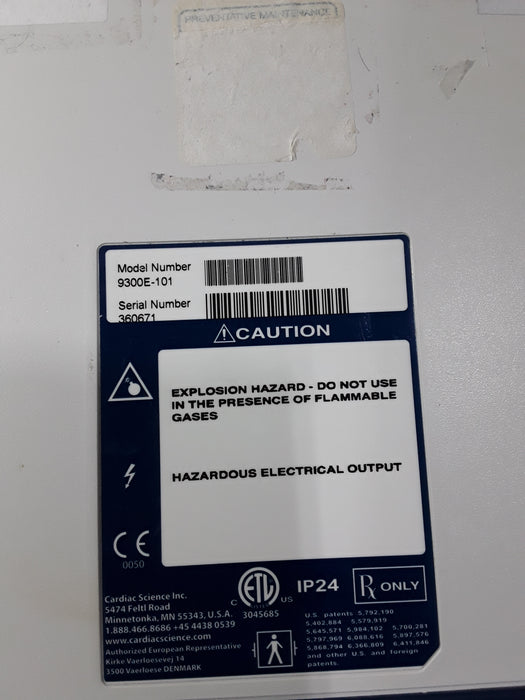 PREVENTATIVE MAINTENANCE
Model Number
9300E-101
Serial Number
360671
CAUTION
EXPLOSION HAZARD - DO NOT USE
IN THE PRESENCE OF FLAMMABLE
GASES
HAZARDOUS ELECTRICAL OUTPUT
CE
0050
Cardiac Science Inc.
5474 Feltl Road
Minnetonka, MN 55343, U.S.A.
1.888.466.8686 +45 4438 0539
www.cardiacscience.com
Authorized European Representative
Kirke Vaerloesevej 14
3500 Vaerloese DENMARK
C ETL US
3045685
IP24
Rx ONLY
U.S. patents 5,792,190
5,402,884 5,579,919
5,645,571 5,984,102 5,700,281
5,797,969 6,088,616 5,897,576
5,868,794 6,366,809 6,411,846
and other U.S. and foreign
patents.